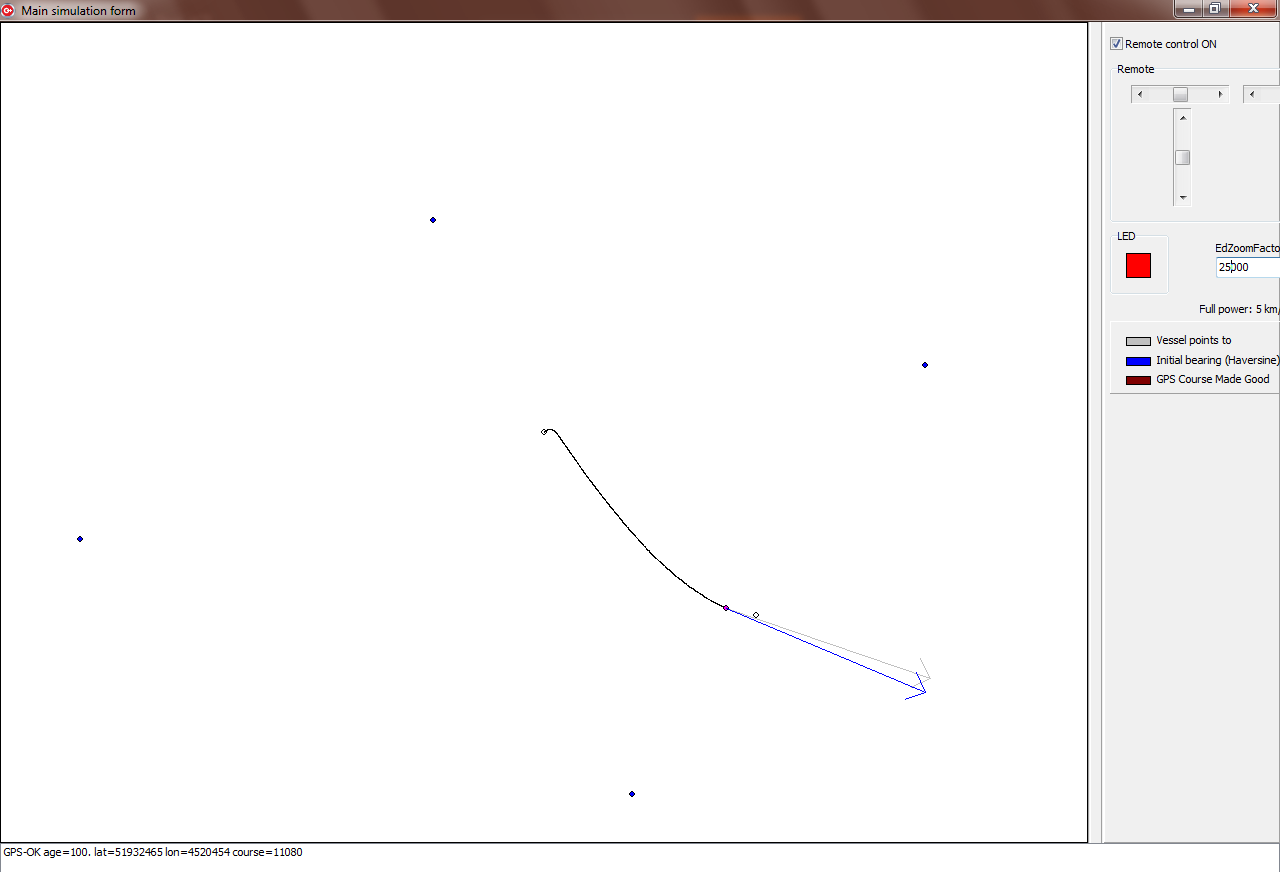 Main simulation form
Remote control ON
Remote
LED
EdZoomFacto
25000
Full power: 5 km/
Vessel points to
Initial bearing (Haversine)
GPS Course Made Good
GPS-OK age=100. lat=51932465 lon=4520454 course=11080